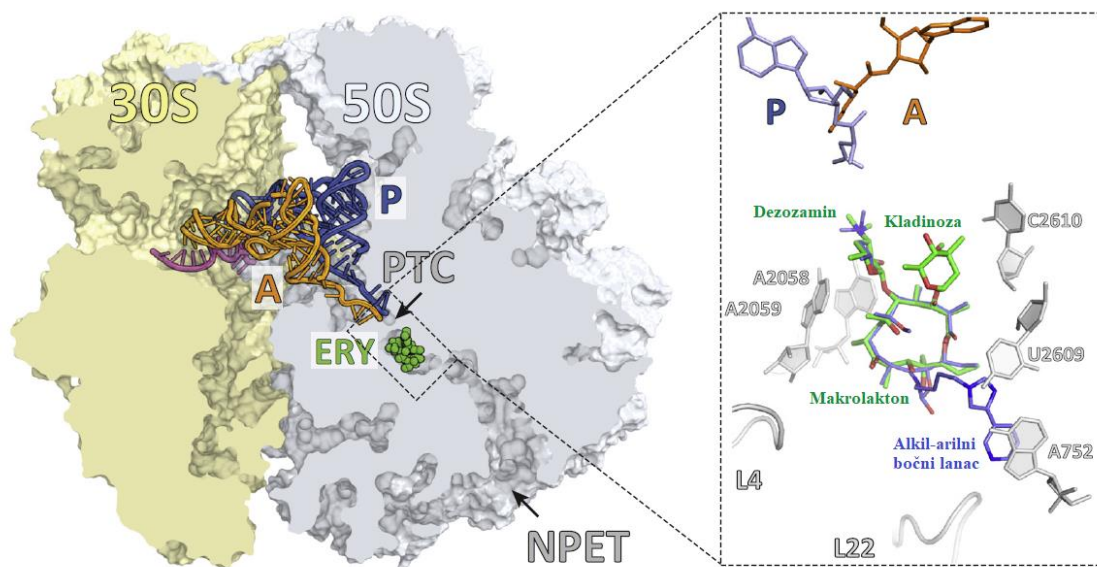 30S
50S
P
A
PTC
ERY
NPET
P
A
Dezozamin
Kladinoza
C2610
A2058
A2059
U2609
Makrolakton
Alkil-arilni
bočni lanac
A752
L4
L22